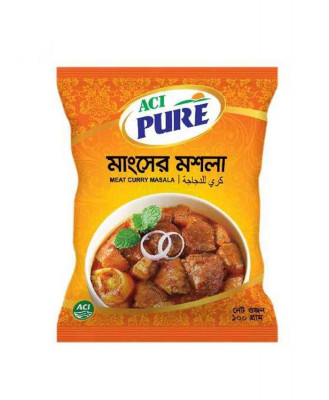 ACI
PURE
মাংসের মশলা
MEAT CURRY MASALA | كري للدجاجة
ACI
নেট ওজন
১০০ গ্রাম